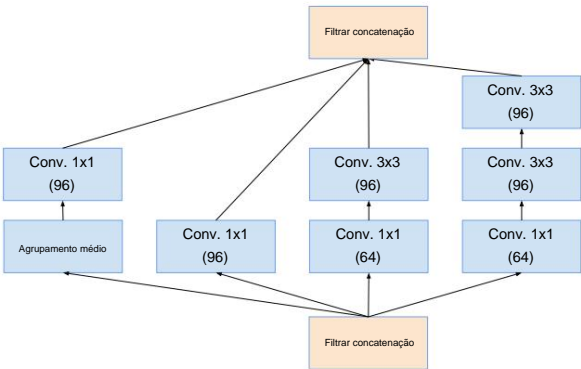 Filtrar concatenação
Conv. 3x3
(96)
Conv. 1x1
(96)
Conv. 3x3
(96)
Conv. 3x3
(96)
Agrupamento médio
Conv. 1x1
(96)
Conv. 1x1
(64)
Conv. 1x1
(64)
Filtrar concatenação